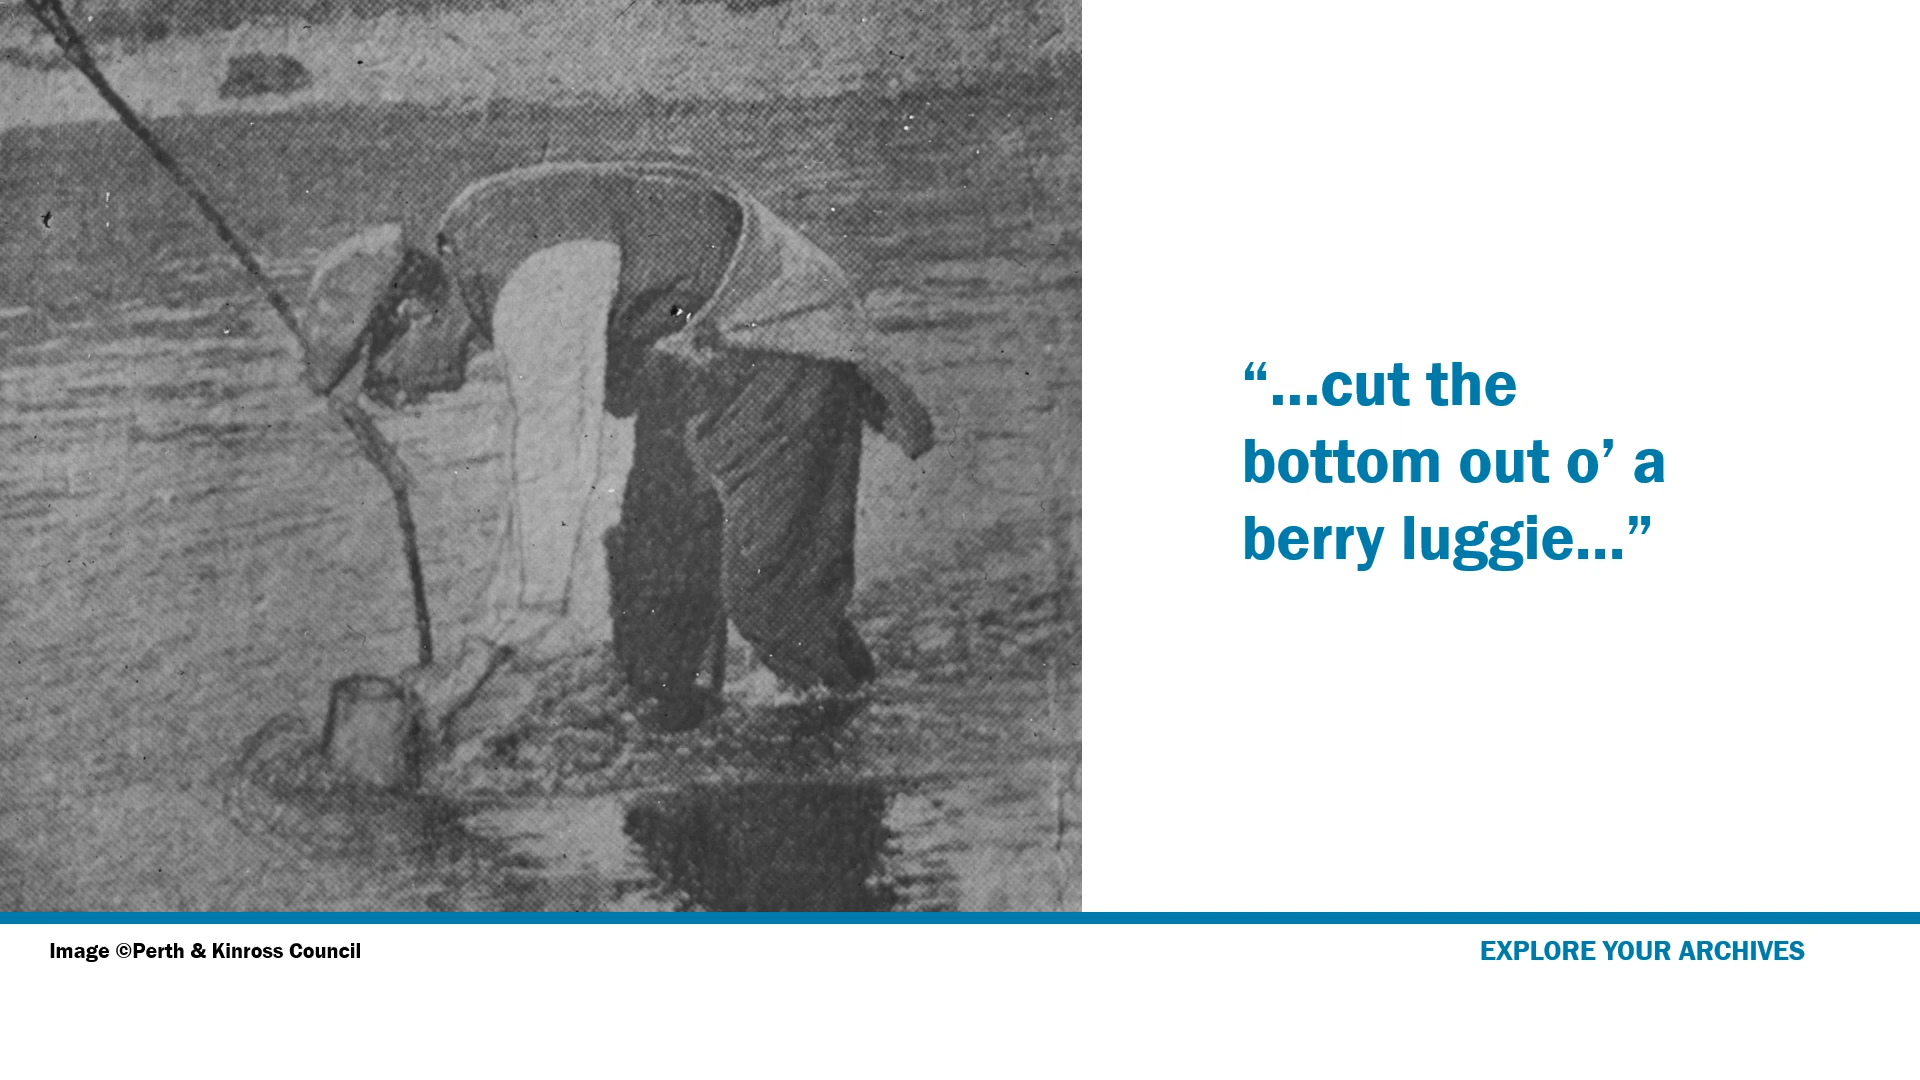 “...cut the
bottom out o’ a
berry luggie...”
Image ©Perth & Kinross Council
EXPLORE YOUR ARCHIVES